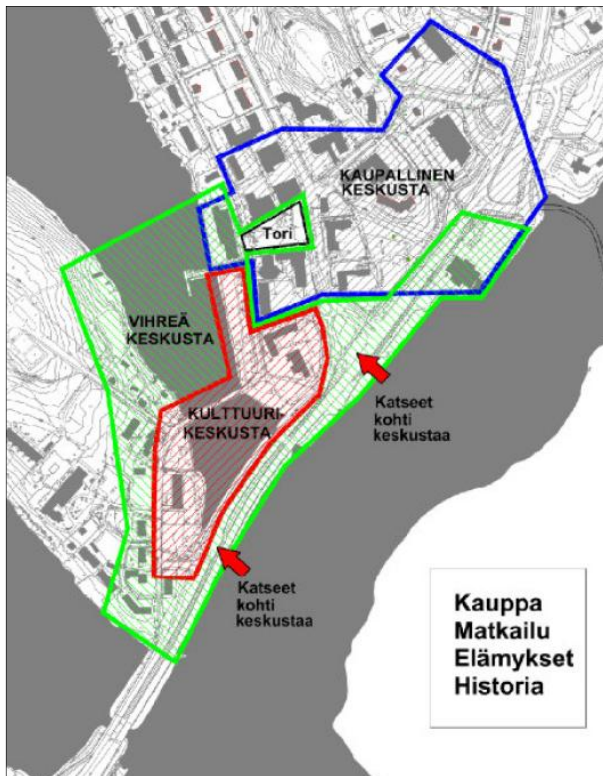 KAUPALLINEN
KESKUSTA
Tori
VIHREÄ
KESKUSTA
KULTTUURI-
KESKUSTA
Katseet
kohti
keskustaa
Katseet
kohti
keskustaa
Kauppa
Matkailu
Elämykset
Historia